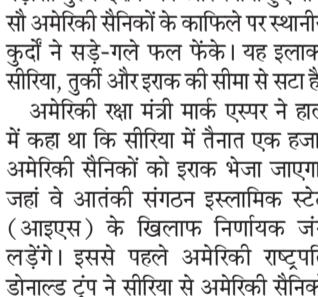 सौ अमेरिकी सैनिकों के काफिले पर स्थानी
कुर्दों ने सड़े-गले फल फेंके। यह इलाक
सीरिया, तुर्की और इराक की सीमा से सटा है
अमेरिकी रक्षा मंत्री मार्क एस्पर ने हाल
में कहा था कि सीरिया में तैनात एक हजा
अमेरिकी सैनिकों को इराक भेजा जाएगा
जहां वे आतंकी संगठन इस्लामिक स्टे
(आइएस) के खिलाफ निर्णायक जं
लड़ेंगे। इससे पहले अमेरिकी राष्ट्रपति
डोनाल्ड ट्रंप ने सीरिया से अमेरिकी सैनिक